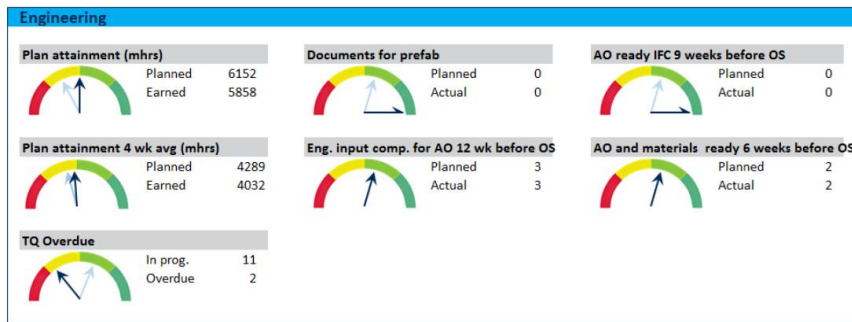 Engineering
Plan attainment (mhrs)
Planned 6152
Earned 5858
Documents for prefab
Planned 0
Actual 0
AO ready IFC 9 weeks before OS
Planned 0
Actual 0
Plan attainment 4 wk avg (mhrs)
Planned 4289
Earned 4032
Eng. input comp. for AO 12 wk before OS
Planned 3
Actual 3
AO and materials ready 6 weeks before OS
Planned 2
Actual 2
TQ Overdue
In prog. 11
Overdue 2